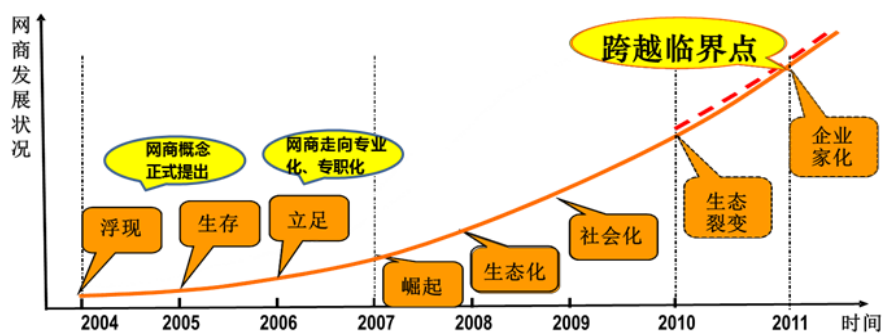 网商发展状况
跨越临界点
网商概念
正式提出
网商走向专业
化、专职化
浮现
生存
立足
崛起
生态化
社会化
生态
裂变
企业
家化
2004
2005
2006
2007
2008
2009
2010
2011
时间